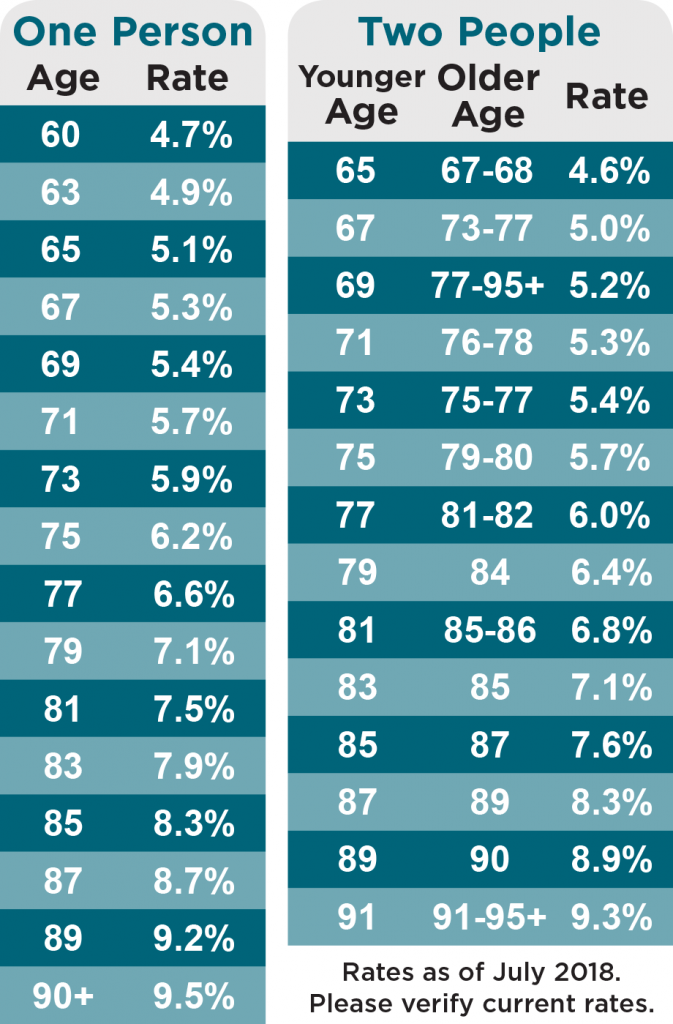 One Person
Age Rate
60 4.7%
63 4.9%
65 5.1%
67 5.3%
69 5.4%
71 5.7%
73 5.9%
75 6.2%
77 6.6%
79 7.1%
81 7.5%
83 7.9%
85 8.3%
87 8.7%
89 9.2%
90+ 9.5%
Two People
Younger Age Older Age Rate
65 67-68 4.6%
67 73-77 5.0%
69 77-95+ 5.2%
71 76-78 5.3%
73 75-77 5.4%
75 79-80 5.7%
77 81-82 6.0%
79 84 6.4%
81 85-86 6.8%
83 85 7.1%
85 87 7.6%
87 89 8.3%
89 90 8.9%
91 91-95+ 9.3%
Rates as of July 2018.
Please verify current rates.